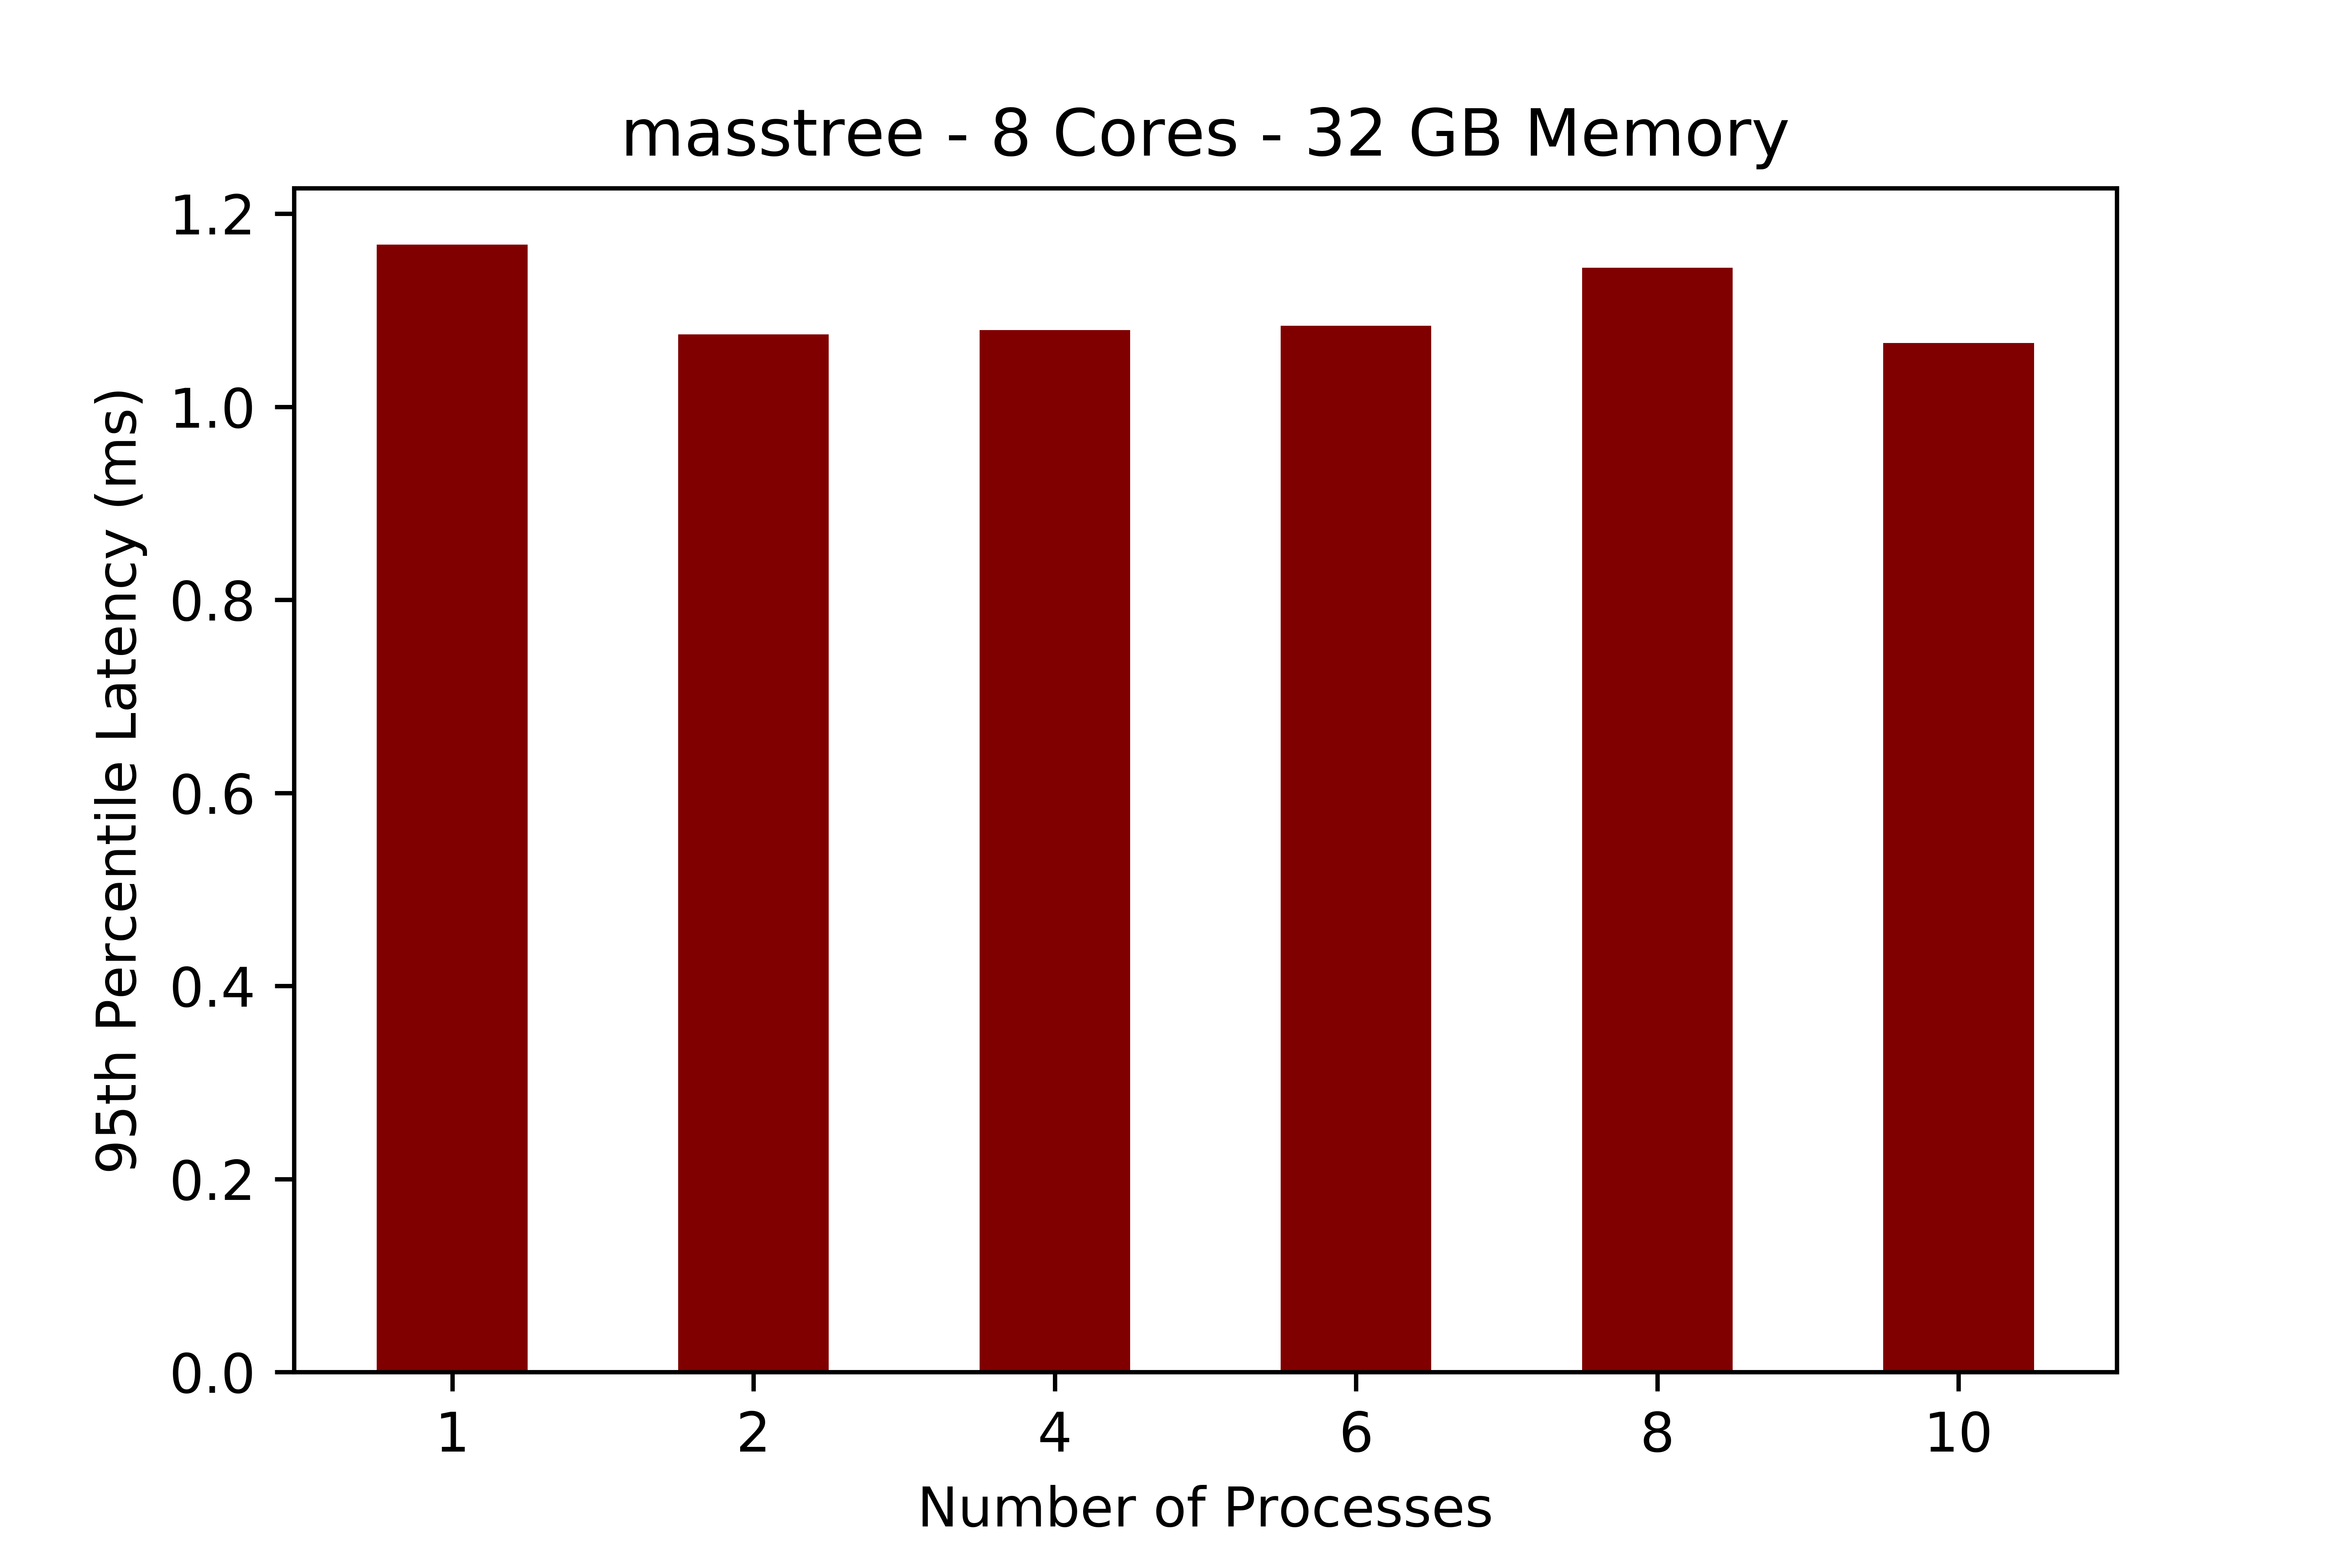 masstree - 8 Cores - 32 GB Memory
95th Percentile Latency (ms)
1.2
1.0
0.8
0.6
0.4
0.2
0.0
1 2 4 6 8 10
Number of Processes